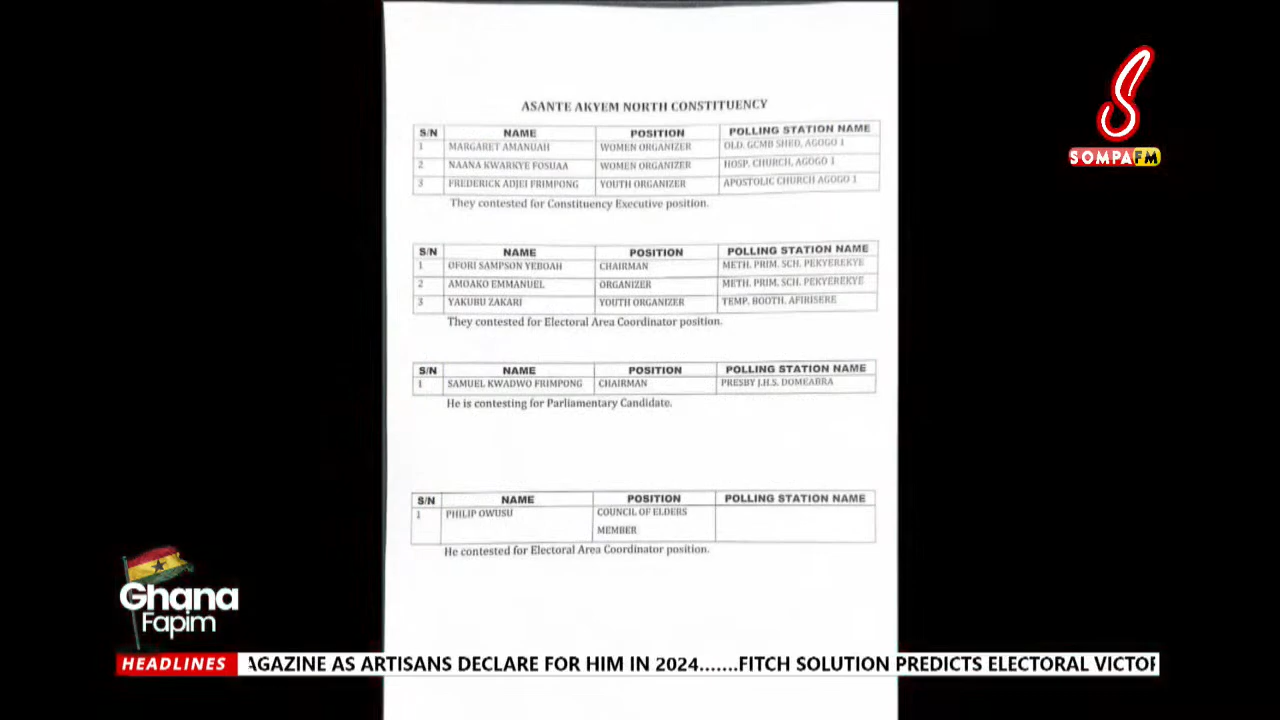 ASANTE AKYEM NORTH CONSTITUENCY
S/N NAME POSITION POLLING STATION NAME
1 MARGARET AMANUAH WOMEN ORGANIZER OLD. GCMB SHED, AGOGO 1
2 NAANA KWARKYE FOSUAA WOMEN ORGANIZER HOSP. CHURCH, AGOGO 1
3 FREDERICK ADJEI FRIMPONG YOUTH ORGANIZER APOSTOLIC CHURCH AGOGO 1
They contested for Constituency Executive position.
S/N NAME POSITION POLLING STATION NAME
1 OFORI SAMPSON YEBOAH CHAIRMAN METH. PRIM. SCH. PEKYEREKYE
2 AMOAKO EMMANUEL ORGANIZER METH. PRIM. SCH. PEKYEREKYE
3 YAKUBU ZAKARI YOUTH ORGANIZER TEMP. BOOTH, AFIRISERE
They contested for Electoral Area Coordinator position.
S/N NAME POSITION POLLING STATION NAME
1 SAMUEL KWADWO FRIMPONG CHAIRMAN PRESBY J.H.S. DOMEABRA
He is contesting for Parliamentary Candidate.
S/N NAME POSITION POLLING STATION NAME
1 PHILIP OWUSU COUNCIL OF ELDERS
MEMBER
He contested for Electoral Area Coordinator position.
SOMPA FM
Ghana
Fapim
HEADLINES AGAZINE AS ARTISANS DECLARE FOR HIM IN 2024.......FITCH SOLUTION PREDICTS ELECTORAL VICTOR